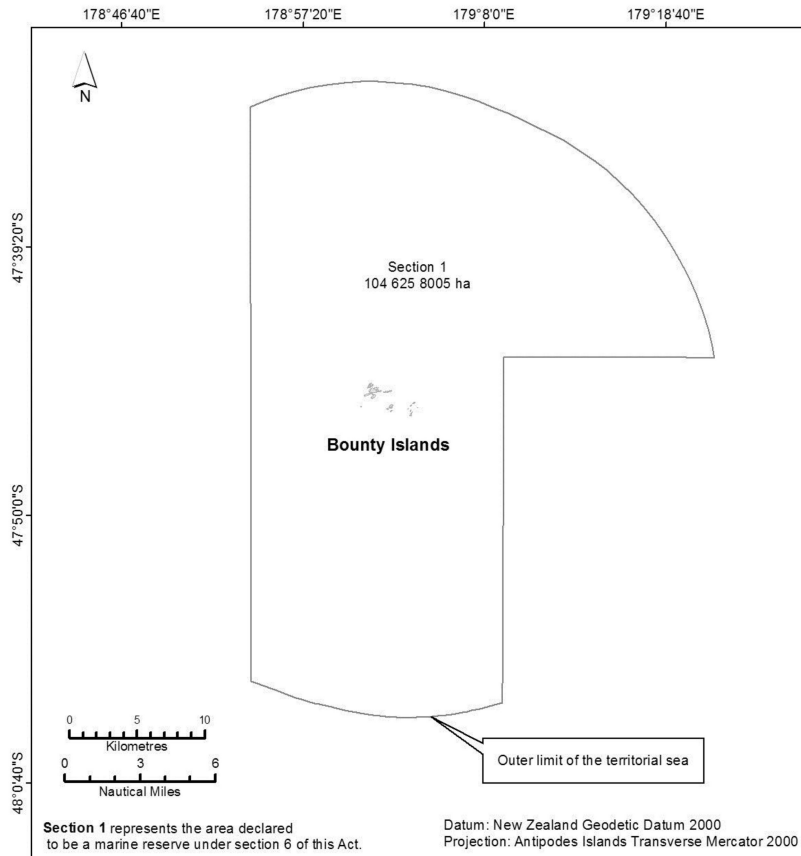 178°46'40"E
178°57'20"E
179°8'0"E
179°18'40"E
N
47°39'20"S
Section 1
104 625 8005 ha
Bounty Islands
47°50'0"S
0 5 10
Kilometres
0 3 6
Nautical Miles
Outer limit of the territorial sea
48°0'40"S
Section 1 represents the area declared
to be a marine reserve under section 6 of this Act.
Datum: New Zealand Geodetic Datum 2000
Projection: Antipodes Islands Transverse Mercator 2000